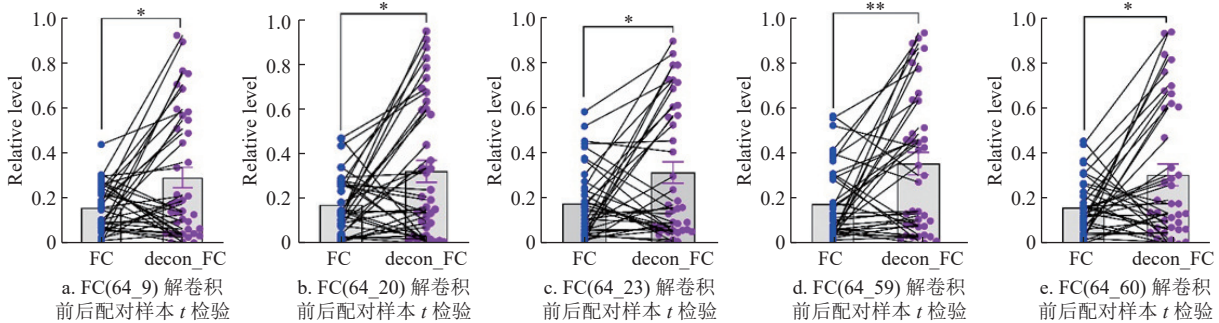 1.0
0.8
0.6
0.4
0.2
0
Relative level
*
FC
decon_FC
a. FC(64_9) 解卷积
前后配对样本 t 检验
1.0
0.8
0.6
0.4
0.2
0
Relative level
*
FC
decon_FC
b. FC(64_20) 解卷积
前后配对样本 t 检验
1.0
0.8
0.6
0.4
0.2
0
Relative level
*
FC
decon_FC
c. FC(64_23) 解卷积
前后配对样本 t 检验
1.0
0.8
0.6
0.4
0.2
0
Relative level
**
FC
decon_FC
d. FC(64_59) 解卷积
前后配对样本 t 检验
1.0
0.8
0.6
0.4
0.2
0
Relative level
*
FC
decon_FC
e. FC(64_60) 解卷积
前后配对样本 t 检验